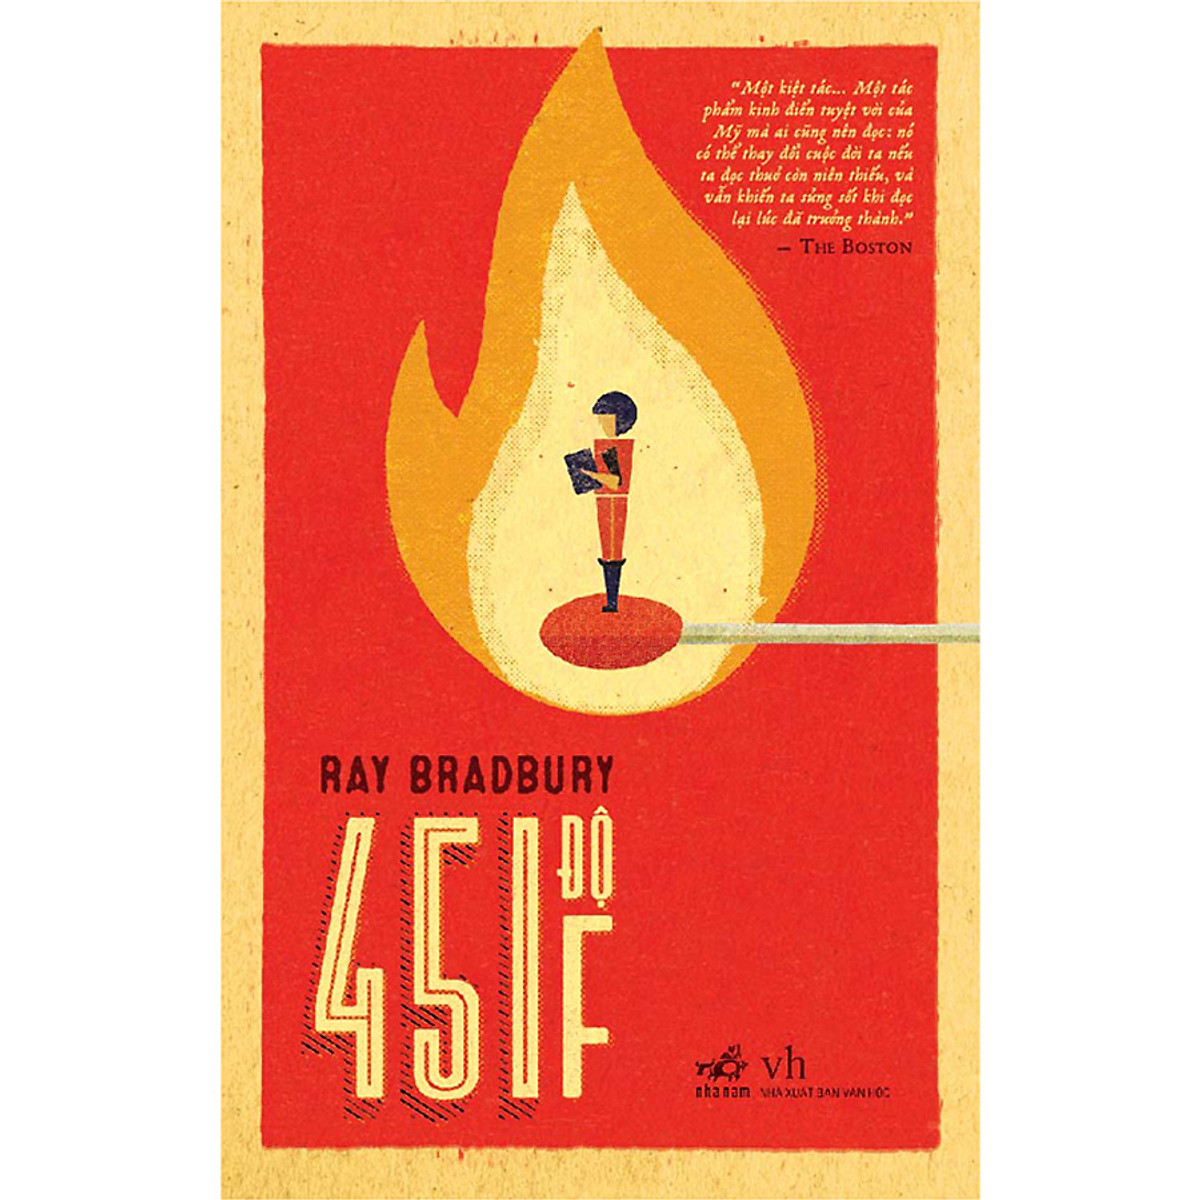 “Một kiệt tác... Một tác
phẩm kinh điển tuyệt vời của
Mỹ mà ai cũng nên đọc: nó
có thể thay đổi cuộc đời ta nếu
ta đọc thuở còn niên thiếu, và
vẫn khiến ta sửng sốt khi đọc
lại lúc đã trưởng thành.”
– THE BOSTON
RAY BRADBURY
451 ĐỘ F
nhã nam
vh
NHÀ XUẤT BẢN VĂN HỌC